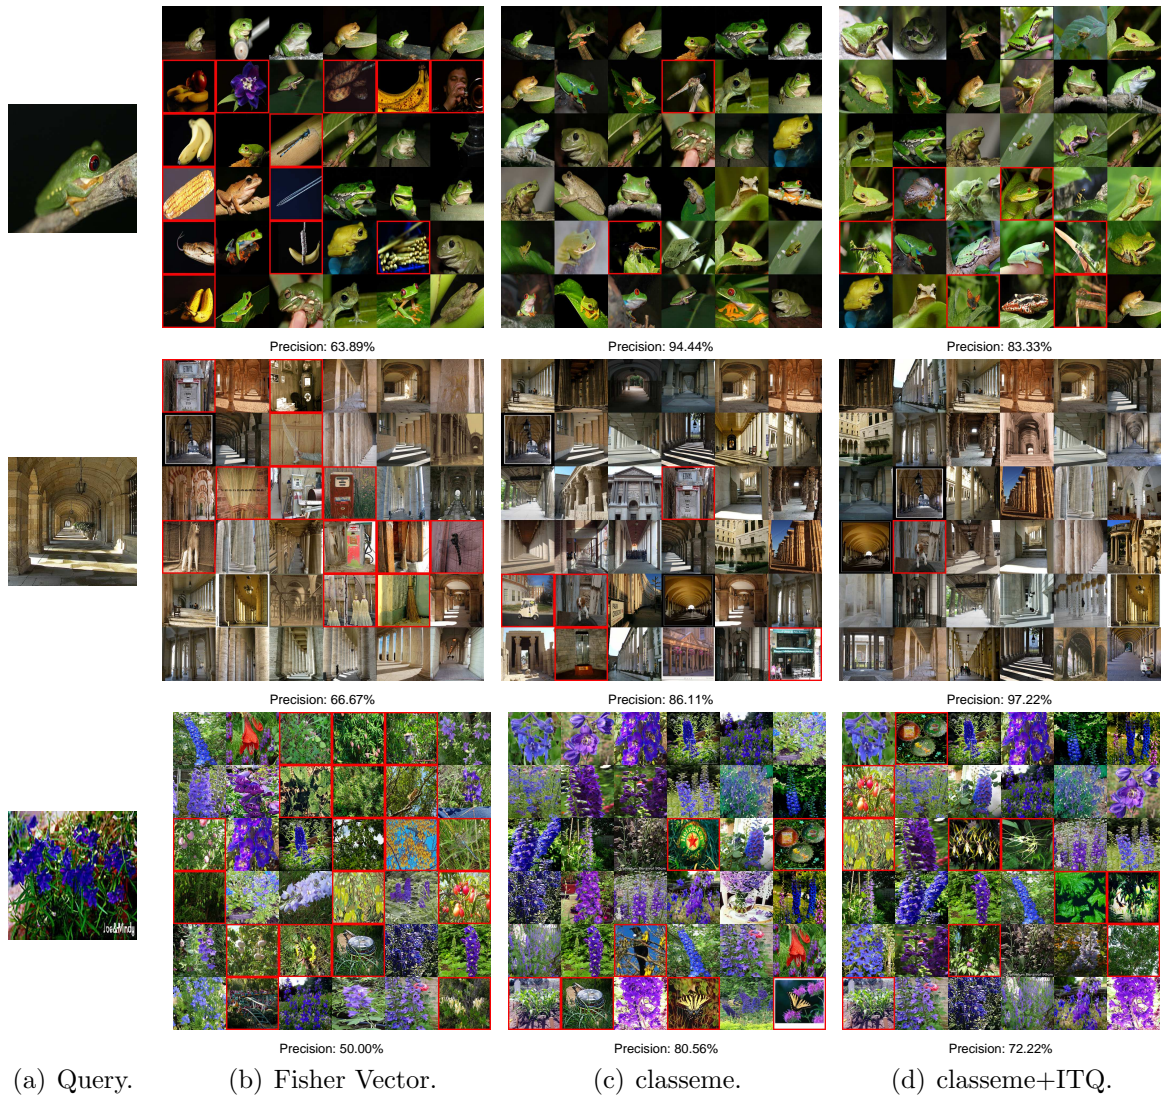 Precision: 63.89%
Precision: 94.44%
Precision: 83.33%
Precision: 66.67%
Precision: 86.11%
Precision: 97.22%
Joe&Mindy
Precision: 50.00%
Precision: 80.56%
Precision: 72.22%
(a) Query.
(b) Fisher Vector.
(c) classeme.
(d) classeme+ITQ.